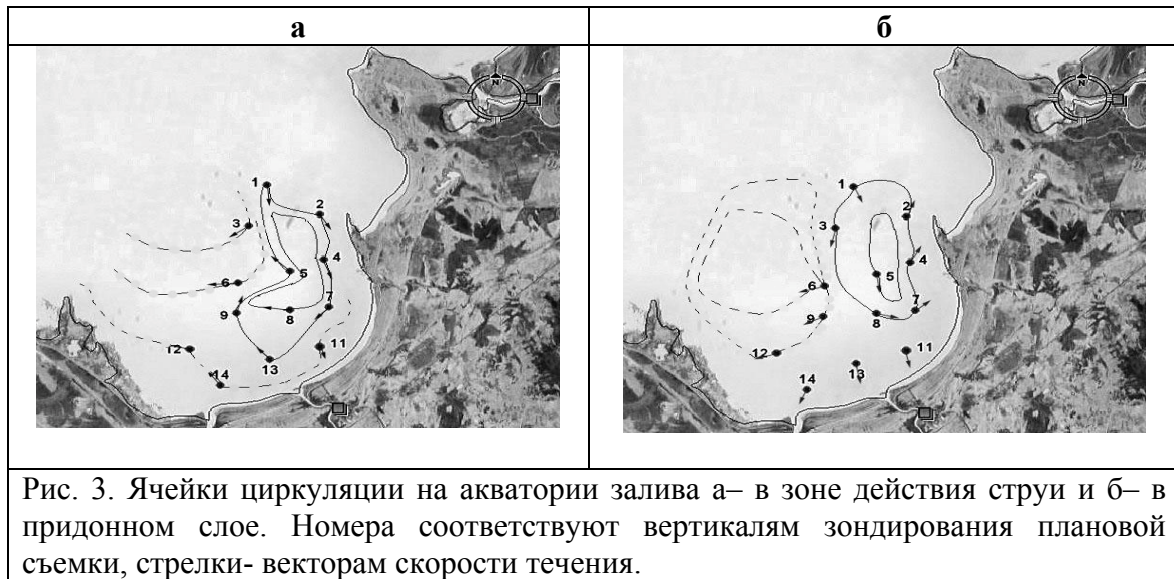 а б
N N
1 1
2 2
3 3
4 4
5 5
6 6
7 7
8 8
9 9
11 11
12 12
13 13
14 14
Рис. 3. Ячейки циркуляции на акватории залива а– в зоне действия струи и б– в
придонном слое. Номера соответствуют вертикалям зондирования плановой
съемки, стрелки- векторам скорости течения.